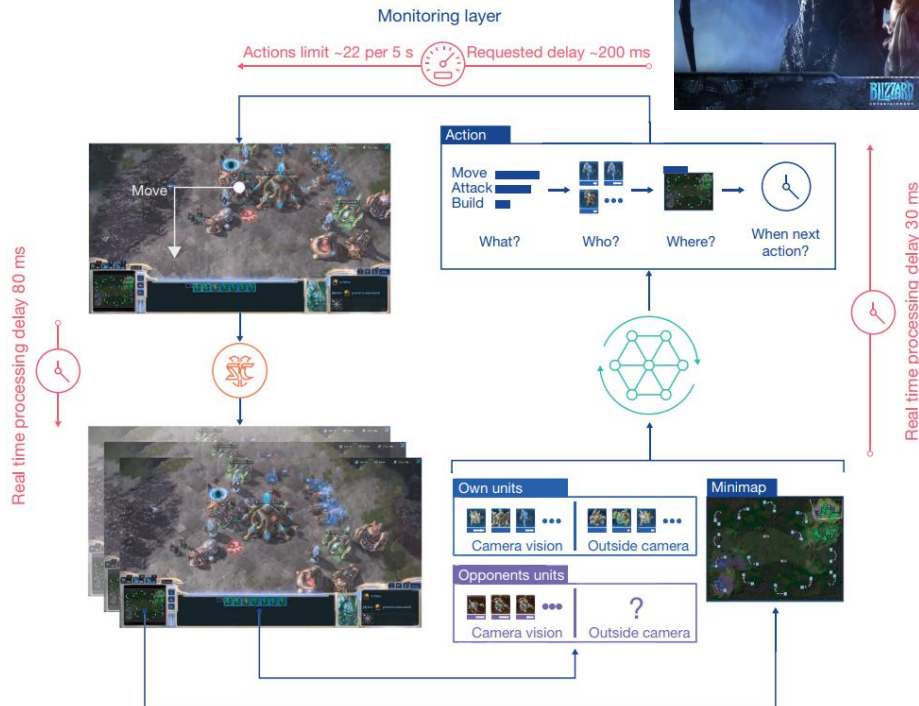 Monitoring layer
Actions limit ~22 per 5 s
Requested delay ~200 ms
BLIZZARD
ENTERTAINMENT
Action
Move
Attack
Build
What?
Who?
Where?
When next
action?
Move
Real time processing delay 80 ms
Real time processing delay 30 ms
Own units
Camera vision
Outside camera
Opponents units
Camera vision
?
Outside camera
Minimap